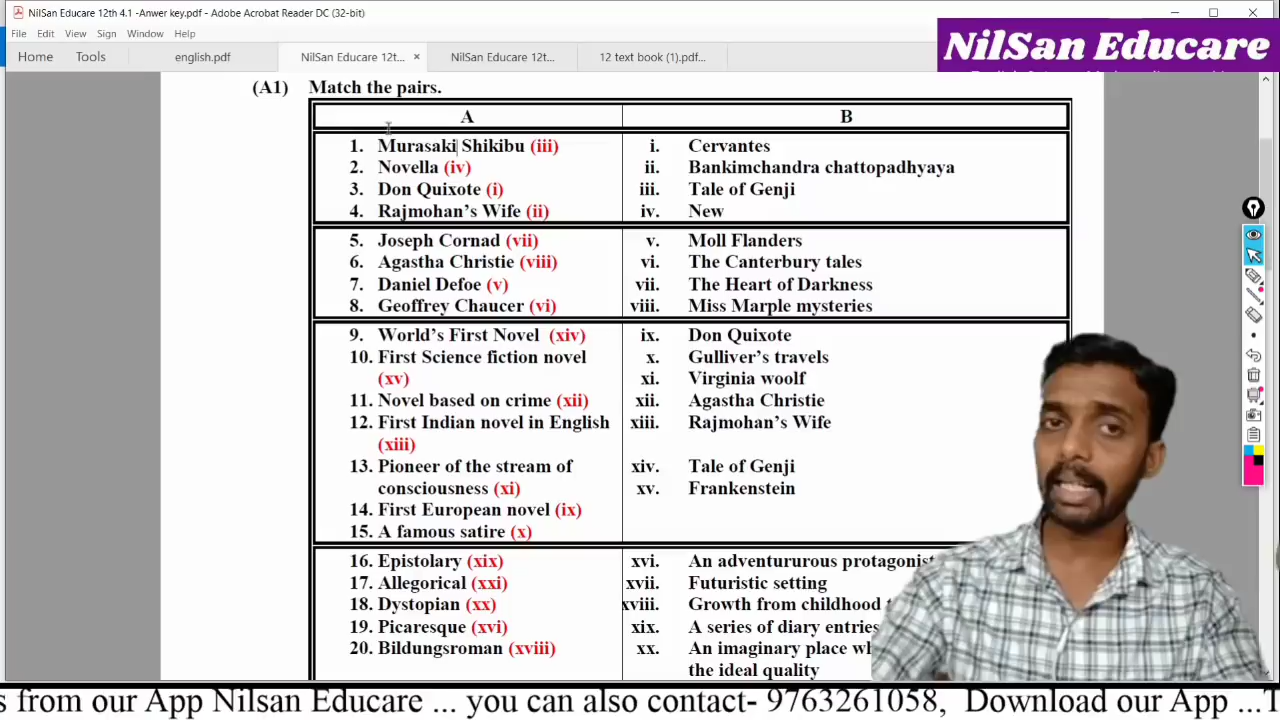 NilSan Educare 12th 4.1 -Anwer key.pdf - Adobe Acrobat Reader DC (32-bit)
File Edit View Sign Window Help
NilSan Educare
Home Tools english.pdf NilSan Educare 12th... × NilSan Educare 12th... 12 text book (1).pdf...
(A1) Match the pairs.
A B
1. Murasaki Shikibu (iii) i. Cervantes
2. Novella (iv) ii. Bankimchandra chattopadhyaya
3. Don Quixote (i) iii. Tale of Genji
4. Rajmohan's Wife (ii) iv. New
5. Joseph Cornad (vii) v. Moll Flanders
6. Agastha Christie (viii) vi. The Canterbury tales
7. Daniel Defoe (v) vii. The Heart of Darkness
8. Geoffrey Chaucer (vi) viii. Miss Marple mysteries
9. World's First Novel (xiv) ix. Don Quixote
10. First Science fiction novel x. Gulliver's travels
(xv) xi. Virginia woolf
11. Novel based on crime (xii) xii. Agastha Christie
12. First Indian novel in English xiii. Rajmohan's Wife
(xiii)
13. Pioneer of the stream of xiv. Tale of Genji
consciousness (xi) xv. Frankenstein
14. First European novel (ix)
15. A famous satire (x)
16. Epistolary (xix) xvi. An adventururous protagonist
17. Allegorical (xxi) xvii. Futuristic setting
18. Dystopian (xx) xviii. Growth from childhood
19. Picaresque (xvi) xix. A series of diary entries
20. Bildungsroman (xviii) xx. An imaginary place
the ideal quality
s from our App Nilsan Educare ... you can also contact- 9763261058, Download our App ...T